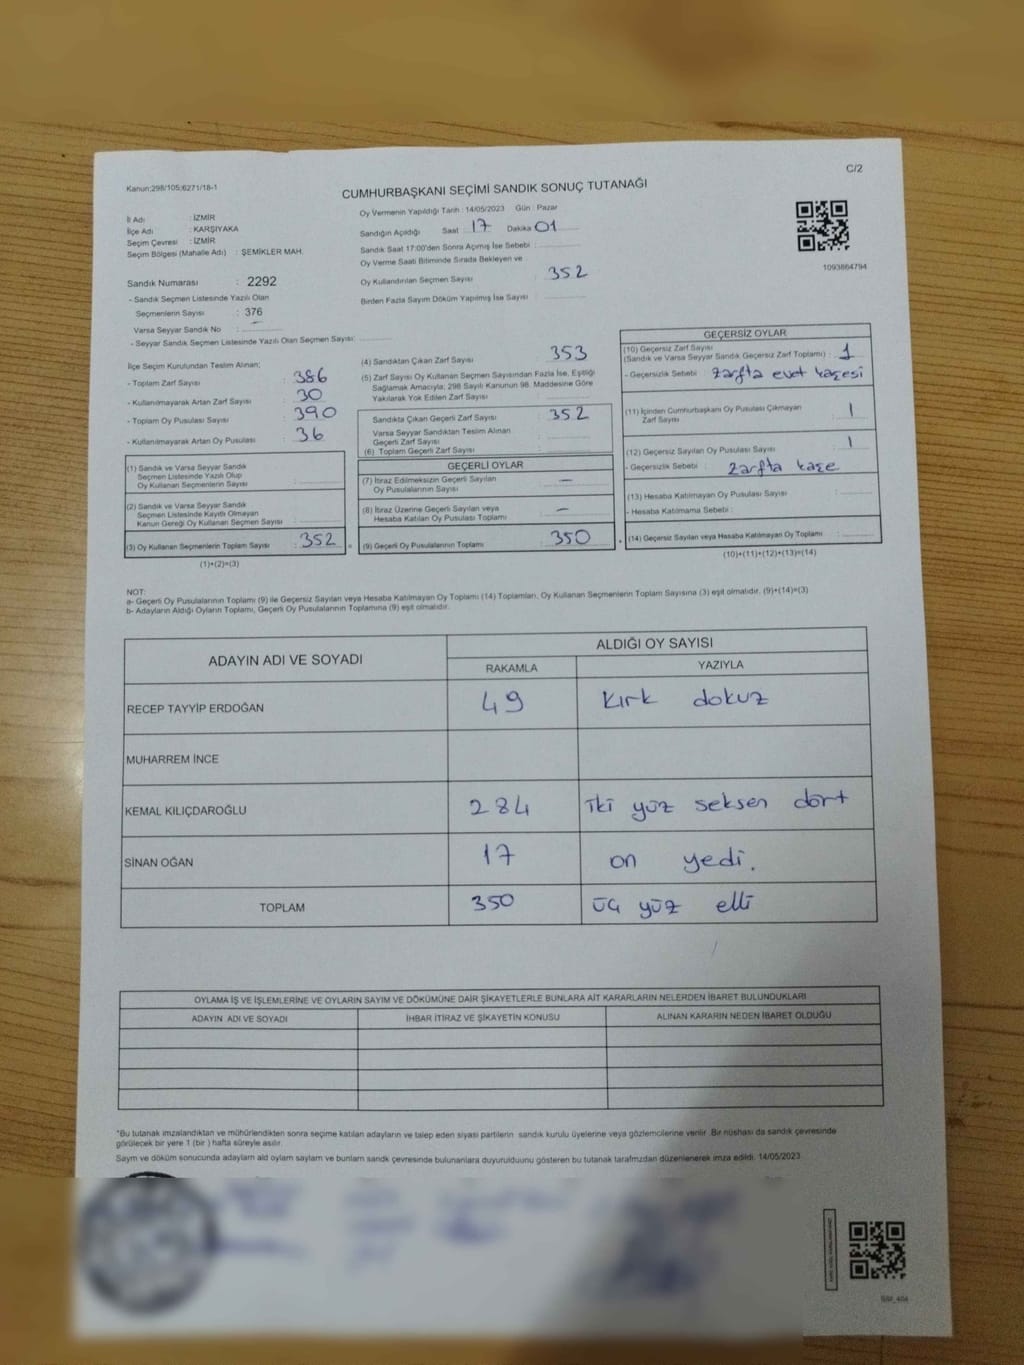 Kanun;298/105;6271/18-1
C/2
CUMHURBAŞKANI SEÇİMİ SANDIK SONUÇ TUTANAĞI
İl Adı : İZMİR
İlçe Adı : KARŞIYAKA
Seçim Çevresi : İZMİR
Seçim Bölgesi (Mahalle Adı) : ŞEMİKLER MAH.
Sandık Numarası : 2292
- Sandık Seçmen Listesinde Yazılı Olan
Seçmenlerin Sayısı : 376
Varsa Seyyar Sandık No : –
- Seyyar Sandık Seçmen Listesinde Yazılı Olan Seçmen Sayısı:
Oy Vermenin Yapıldığı Tarih : 14/05/2023 Gün : Pazar
Sandığın Açıldığı Saat : 17 Dakika 01
Sandık Saat 17:00'den Sonra Açımış İse Sebebi :
Oy Verme Saati Bitiminde Sırada Bekleyen ve
Oy Kullandırılan Seçmen Sayısı : 352
Birden Fazla Sayım Döküm Yapılmış İse Sayısı :
1093864794
İlçe Seçim Kurulundan Teslim Alınan;
- Toplam Zarf Sayısı : 386
- Kullanılmayarak Artan Zarf Sayısı : 30
- Toplam Oy Pusulası Sayısı : 390
- Kullanılmayarak Artan Oy Pusulası : 36
(1) Sandık ve Varsa Seyyar Sandık
Seçmen Listesinde Yazılı Olup
Oy Kullanan Seçmenlerin Sayısı :
(2) Sandık ve Varsa Seyyar Sandık
Seçmen Listesinde Kayıtlı Olmayan
Kanun Gereği Oy Kullanan Seçmen Sayısı :
(3) Oy Kullanan Seçmenlerin Toplam Sayısı : 352 =
(1)+(2)=(3)
(4) Sandıktan Çıkan Zarf Sayısı : 353
(5) Zarf Sayısı Oy Kullanan Seçmen Sayısından Fazla İse, Eşitliği
Sağlamak Amacıyla; 298 Sayılı Kanunun 98. Maddesine Göre
Yakılarak Yok Edilen Zarf Sayısı :
Sandıkta Çıkan Geçerli Zarf Sayısı : 352
Varsa Seyyar Sandıktan Teslim Alınan
Geçerli Zarf Sayısı :
(6) Toplam Geçerli Zarf Sayısı :
GEÇERLİ OYLAR
(7) İtiraz Edilmeksizin Geçerli Sayılan
Oy Pusulalarının Sayısı : –
(8) İtiraz Üzerine Geçerli Sayılan veya
Hesaba Katılan Oy Pusulası Toplamı : –
(9) Geçerli Oy Pusulalarının Toplamı : 350 +
GEÇERSİZ OYLAR
(10) Geçersiz Zarf Sayısı
(Sandık ve Varsa Seyyar Sandık Geçersiz Zarf Toplamı) : 1
- Geçersizlik Sebebi : zarfta evet kaşesi
(11) İçinden Cumhurbaşkanı Oy Pusulası Çıkmayan
Zarf Sayısı : 1
(12) Geçersiz Sayılan Oy Pusulası Sayısı : 1
- Geçersizlik Sebebi : zarfta kaşe
(13) Hesaba Katılmayan Oy Pusulası Sayısı :
- Hesaba Katılmama Sebebi :
(14) Geçersiz Sayılan veya Hesaba Katılmayan Oy Toplamı :
(10)+(11)+(12)+(13)=(14)
NOT:
a- Geçerli Oy Pusulalarının Toplamı (9) ile Geçersiz Sayılan veya Hesaba Katılmayan Oy Toplamı (14) Toplamları, Oy Kullanan Seçmenlerin Toplam Sayısına (3) eşit olmalıdır. (9)+(14)=(3)
b- Adayların Aldığı Oyların Toplamı, Geçerli Oy Pusulalarının Toplamına (9) eşit olmalıdır.
ADAYIN ADI VE SOYADI
ALDIĞI OY SAYISI
RAKAMLA YAZIYLA
RECEP TAYYİP ERDOĞAN 49 kırk dokuz
MUHARREM İNCE
KEMAL KILIÇDAROĞLU 284 iki yüz seksen dört
SİNAN OĞAN 17 on yedi.
TOPLAM 350 üç yüz elli
OYLAMA İŞ VE İŞLEMLERİNE VE OYLARIN SAYIM VE DÖKÜMÜNE DAİR ŞİKAYETLERLE BUNLARA AİT KARARLARIN NELERDEN İBARET BULUNDUKLARI
ADAYIN ADI VE SOYADI İHBAR İTİRAZ VE ŞİKAYETİN KONUSU ALINAN KARARIN NEDEN İBARET OLDUĞU
*Bu tutanak imzalandıktan ve mühürlendikten sonra seçime katılan adayların ve talep eden siyasi partilerin sandık kurulu üyelerine veya gözlemcilerine verilir .Bir nüshası da sandık çevresinde
görülecek bir yere 1 (bir ) hafta süreyle asılır.
Sayım ve döküm sonucunda adayların aldı oyların sayıları ve bunların sandık çevresinde bulunanlara duyurulduunu gösteren bu tutanak tarafımızdan düzenlenerek imza edildi. 14/05/2023